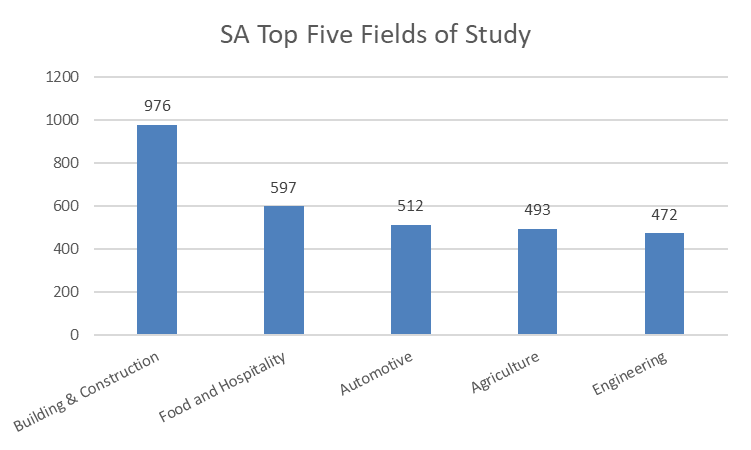 SA Top Five Fields of Study
1200
1000
800
600
400
200
0
976
597
512
493
472
Building & Construction
Food and Hospitality
Automotive
Agriculture
Engineering